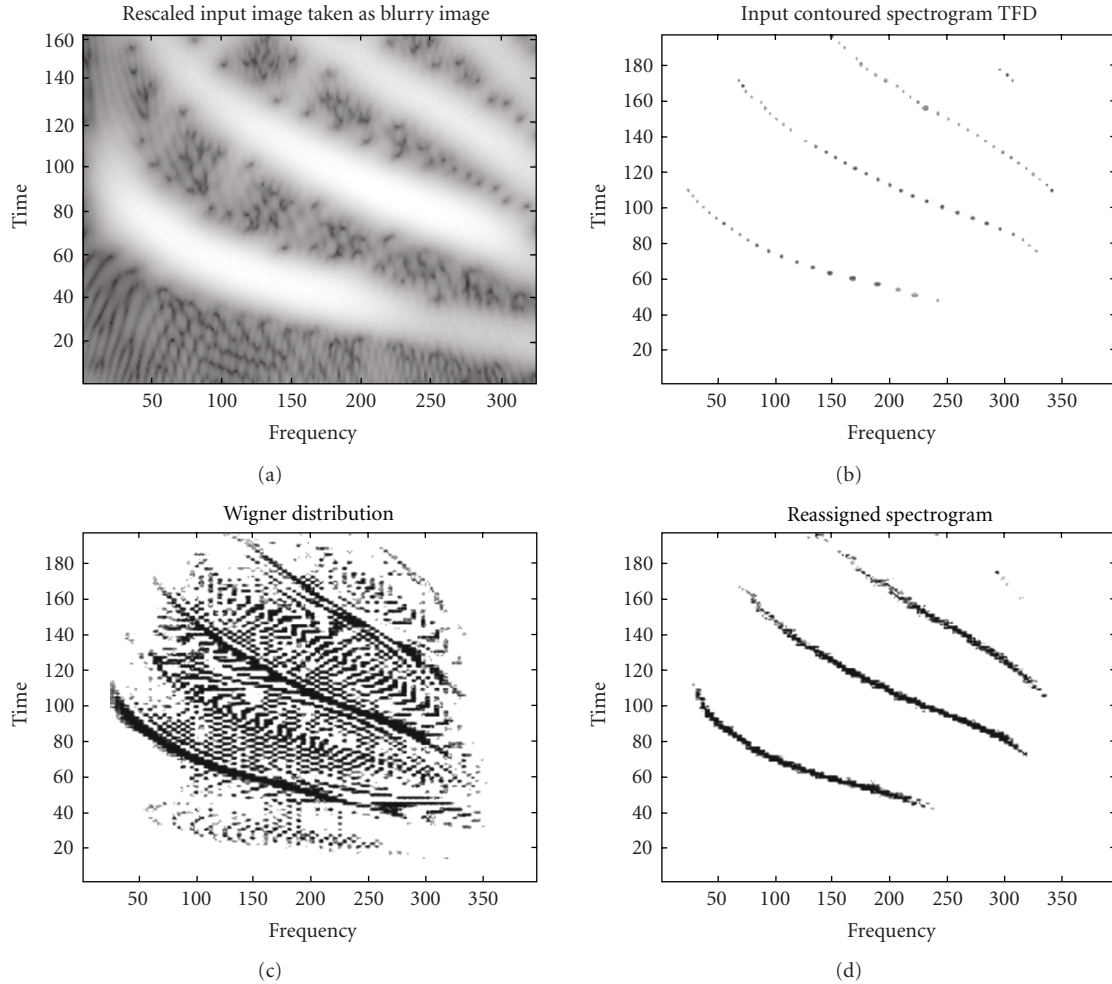 Rescaled input image taken as blurry image
160
140
120
100
80
60
40
20
Time
50 100 150 200 250 300
Frequency
(a)
Input contoured spectrogram TFD
180
160
140
120
100
80
60
40
20
Time
50 100 150 200 250 300 350
Frequency
(b)
Wigner distribution
180
160
140
120
100
80
60
40
20
Time
50 100 150 200 250 300 350
Frequency
(c)
Reassigned spectrogram
180
160
140
120
100
80
60
40
20
Time
50 100 150 200 250 300 350
Frequency
(d)